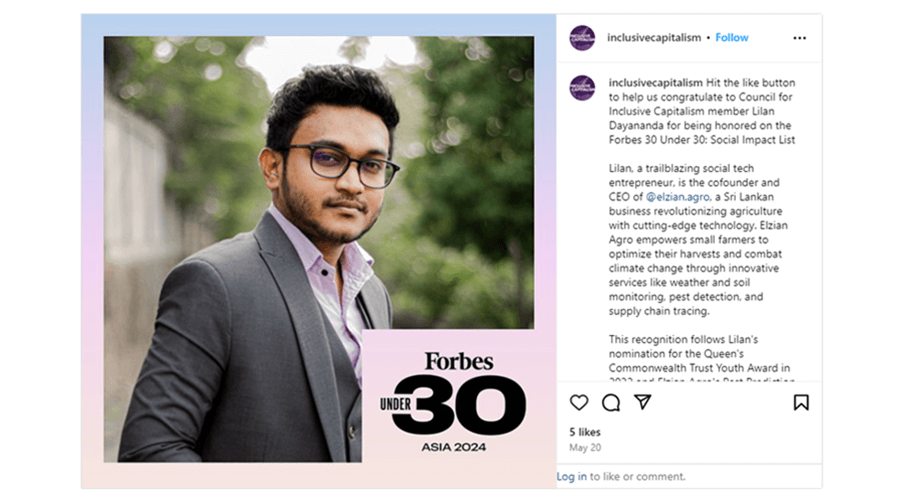 Forbes
UNDER 30
ASIA 2024
inclusivecapitalism • Follow
inclusivecapitalism Hit the like button
to help us congratulate to Council for
Inclusive Capitalism member Lilan
Dayananda for being honored on the
Forbes 30 Under 30: Social Impact List
Lilan, a trailblazing social tech
entrepreneur, is the cofounder and
CEO of @elzian.agro, a Sri Lankan
business revolutionizing agriculture
with cutting-edge technology. Elzian
Agro empowers small farmers to
optimize their harvests and combat
climate change through innovative
services like weather and soil
monitoring, pest detection, and
supply chain tracing.
This recognition follows Lilan's
nomination for the Queen's
Commonwealth Trust Youth Award in
5 likes
May 20
Log in to like or comment.